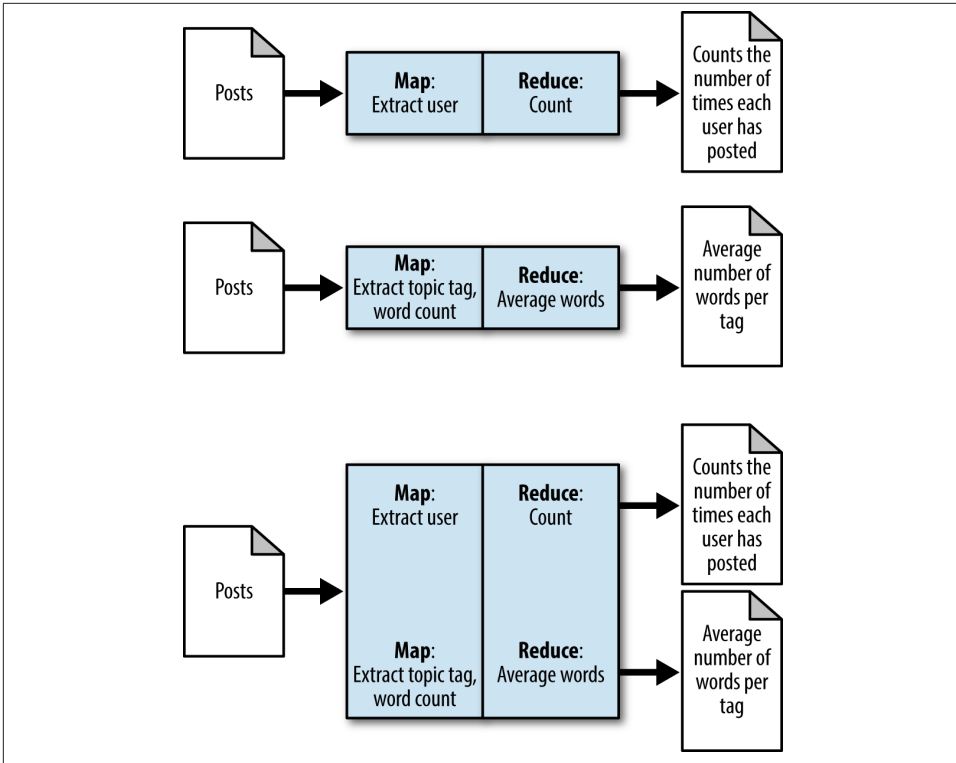 Posts
Map:
Extract user
Reduce:
Count
Counts the
number of
times each
user has
posted
Posts
Map:
Extract topic tag,
word count
Reduce:
Average words
Average
number of
words per
tag
Posts
Map:
Extract user
Reduce:
Count
Counts the
number of
times each
user has
posted
Map:
Extract topic tag,
word count
Reduce:
Average words
Average
number of
words per
tag